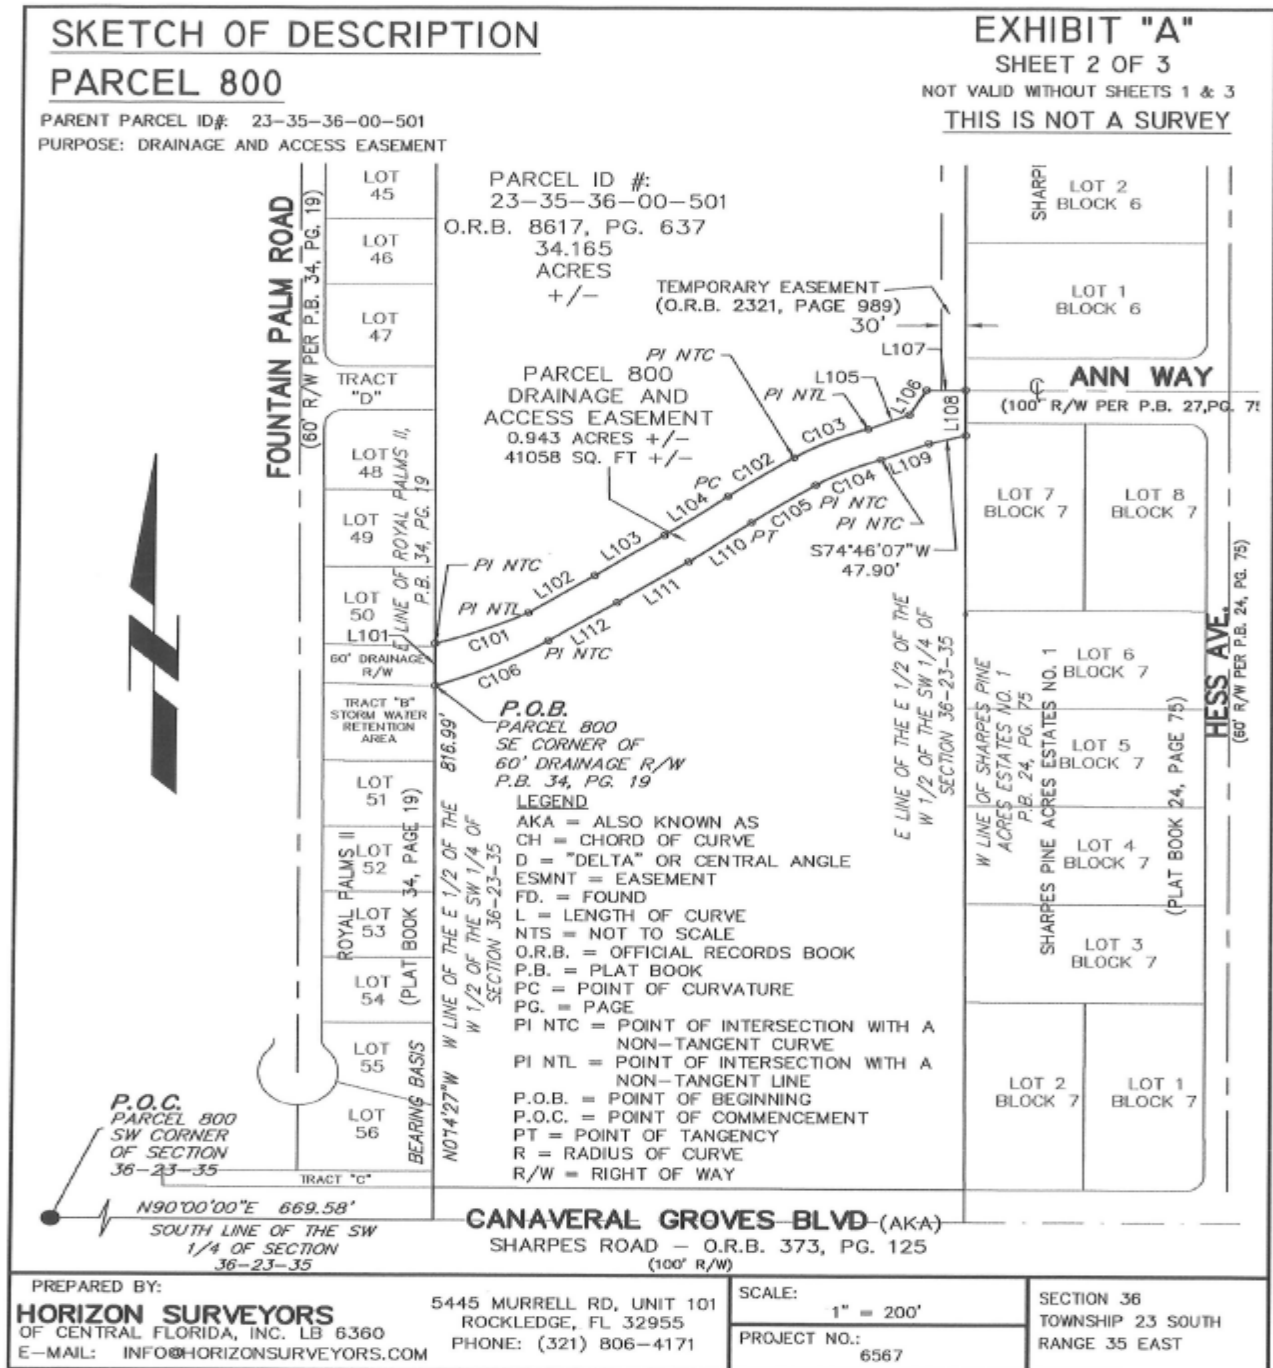 SKETCH OF DESCRIPTION
PARCEL 800
PARENT PARCEL ID#: 23-35-36-00-501
PURPOSE: DRAINAGE AND ACCESS EASEMENT
EXHIBIT "A"
SHEET 2 OF 3
NOT VALID WITHOUT SHEETS 1 & 3
THIS IS NOT A SURVEY
FOUNTAIN PALM ROAD
(60' R/W PER P.B. 34, PG. 19)
LOT
45
LOT
46
LOT
47
TRACT
"D"
LOT
48
LOT
49
LOT
50
L101
60' DRAINAGE
R/W
TRACT "B"
STORM WATER
RETENTION
AREA
LOT
51
LOT
52
LOT
53
LOT
54
LOT
55
LOT
56
TRACT "C"
ROYAL PALMS II
(PLAT BOOK 34, PAGE 19)
E LINE OF ROYAL PALMS II,
P.B. 34, PG. 19
PARCEL ID #:
23-35-36-00-501
O.R.B. 8617, PG. 637
34.165
ACRES
+/-
TEMPORARY EASEMENT
(O.R.B. 2321, PAGE 989)
30'
L107
PI NTC
L105
PI NTL
L106
L108
PARCEL 800
DRAINAGE AND
ACCESS EASEMENT
0.943 ACRES +/-
41058 SQ. FT +/-
C103
C102
PC
L104
L103
L102
PI NTC
PI NTL
C101
C106
PI NTC
L112
L111
L110
PT
C105
PI NTC
C104
L109
PI NTC
S74°46'07"W
47.90'
P.O.B.
PARCEL 800
SE CORNER OF
60' DRAINAGE R/W
P.B. 34, PG. 19
LEGEND
AKA = ALSO KNOWN AS
CH = CHORD OF CURVE
D = "DELTA" OR CENTRAL ANGLE
ESMNT = EASEMENT
FD. = FOUND
L = LENGTH OF CURVE
NTS = NOT TO SCALE
O.R.B. = OFFICIAL RECORDS BOOK
P.B. = PLAT BOOK
PC = POINT OF CURVATURE
PG. = PAGE
PI NTC = POINT OF INTERSECTION WITH A
NON-TANGENT CURVE
PI NTL = POINT OF INTERSECTION WITH A
NON-TANGENT LINE
P.O.B. = POINT OF BEGINNING
P.O.C. = POINT OF COMMENCEMENT
PT = POINT OF TANGENCY
R = RADIUS OF CURVE
R/W = RIGHT OF WAY
BEARING BASIS
N0°14'27"W
816.99'
W LINE OF THE E 1/2 OF THE
W 1/2 OF THE SW 1/4 OF
SECTION 36-23-35
E LINE OF THE E 1/2 OF THE
W 1/2 OF THE SW 1/4 OF
SECTION 36-23-35
W LINE OF SHARPES PINE
ACRES ESTATES NO. 1
P.B. 24, PG. 75
SHARPES PINE ACRES ESTATES NO. 1
(PLAT BOOK 24, PAGE 75)
SHARPI
LOT 2
BLOCK 6
LOT 1
BLOCK 6
℄ ANN WAY
(100' R/W PER P.B. 27,PG. 75
LOT 7
BLOCK 7
LOT 8
BLOCK 7
LOT 6
BLOCK 7
LOT 5
BLOCK 7
LOT 4
BLOCK 7
LOT 3
BLOCK 7
LOT 2
BLOCK 7
LOT 1
BLOCK 7
HESS AVE.
(60' R/W PER P.B. 24, PG. 75)
P.O.C.
PARCEL 800
SW CORNER
OF SECTION
36-23-35
N90°00'00"E 669.58'
SOUTH LINE OF THE SW
1/4 OF SECTION
36-23-35
CANAVERAL GROVES BLVD (AKA)
SHARPES ROAD - O.R.B. 373, PG. 125
(100' R/W)
PREPARED BY:
HORIZON SURVEYORS
OF CENTRAL FLORIDA, INC. LB 6360
E-MAIL: INFO@HORIZONSURVEYORS.COM
5445 MURRELL RD, UNIT 101
ROCKLEDGE, FL 32955
PHONE: (321) 806-4171
SCALE:
1" = 200'
PROJECT NO.:
6567
SECTION 36
TOWNSHIP 23 SOUTH
RANGE 35 EAST